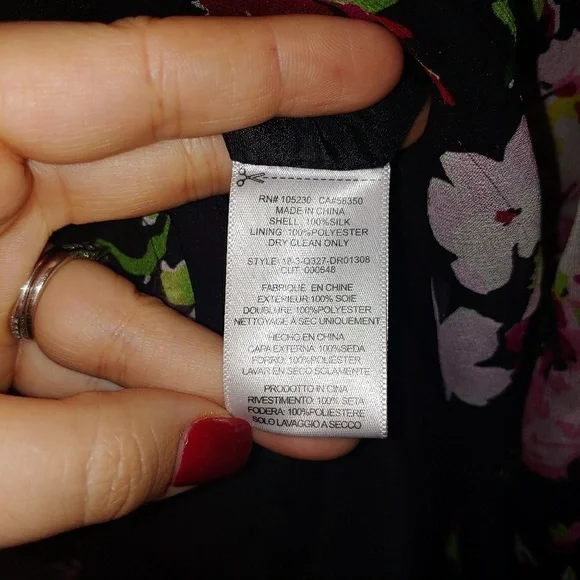 RN# 105230 CA#56350
MADE IN CHINA
SHELL: 100%SILK
LINING: 100%POLYESTER
DRY CLEAN ONLY
STYLE: 18-3-Q327-DR01308
CUT: 000548
FABRIQUÉ EN CHINE
EXTÉRIEUR:100% SOIE
DOUBLURE 100%POLYESTER
NETTOYAGE À SEC UNIQUEMENT
HECHO EN CHINA
CAPA EXTERNA: 100%SEDA
FORRO: 100%POLIESTER
LAVAR EN SECO SOLAMENTE
PRODOTTO IN CINA
RIVESTIMENTO: 100% SETA
FODERA: 100%POLIESTERE
SOLO LAVAGGIO A SECCO